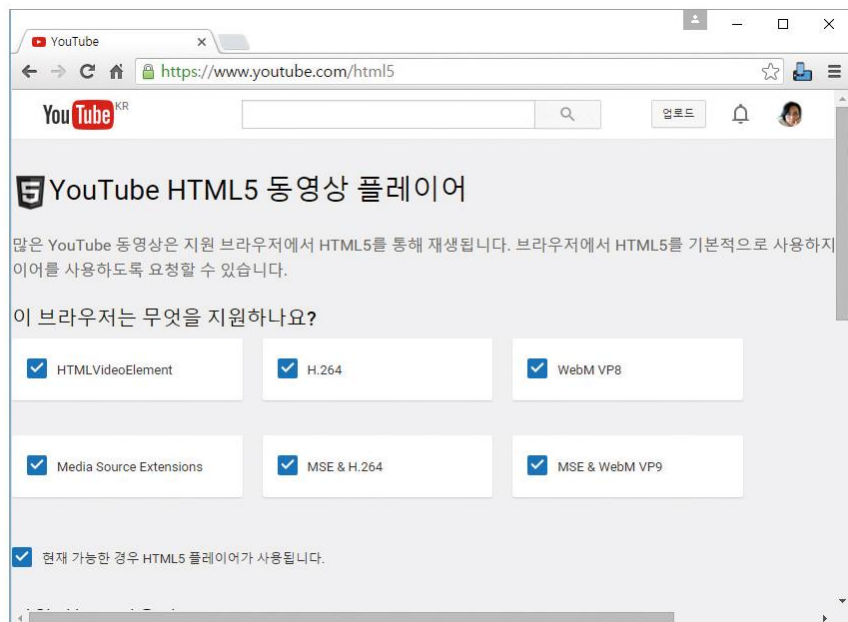 YouTube
https://www.youtube.com/html5
YouTube KR
업로드
YouTube HTML5 동영상 플레이어
많은 YouTube 동영상은 지원 브라우저에서 HTML5를 통해 재생됩니다. 브라우저에서 HTML5를 기본적으로 사용하지
이어를 사용하도록 요청할 수 있습니다.
이 브라우저는 무엇을 지원하나요?
HTMLVideoElement
H.264
WebM VP8
Media Source Extensions
MSE & H.264
MSE & WebM VP9
현재 가능한 경우 HTML5 플레이어가 사용됩니다.